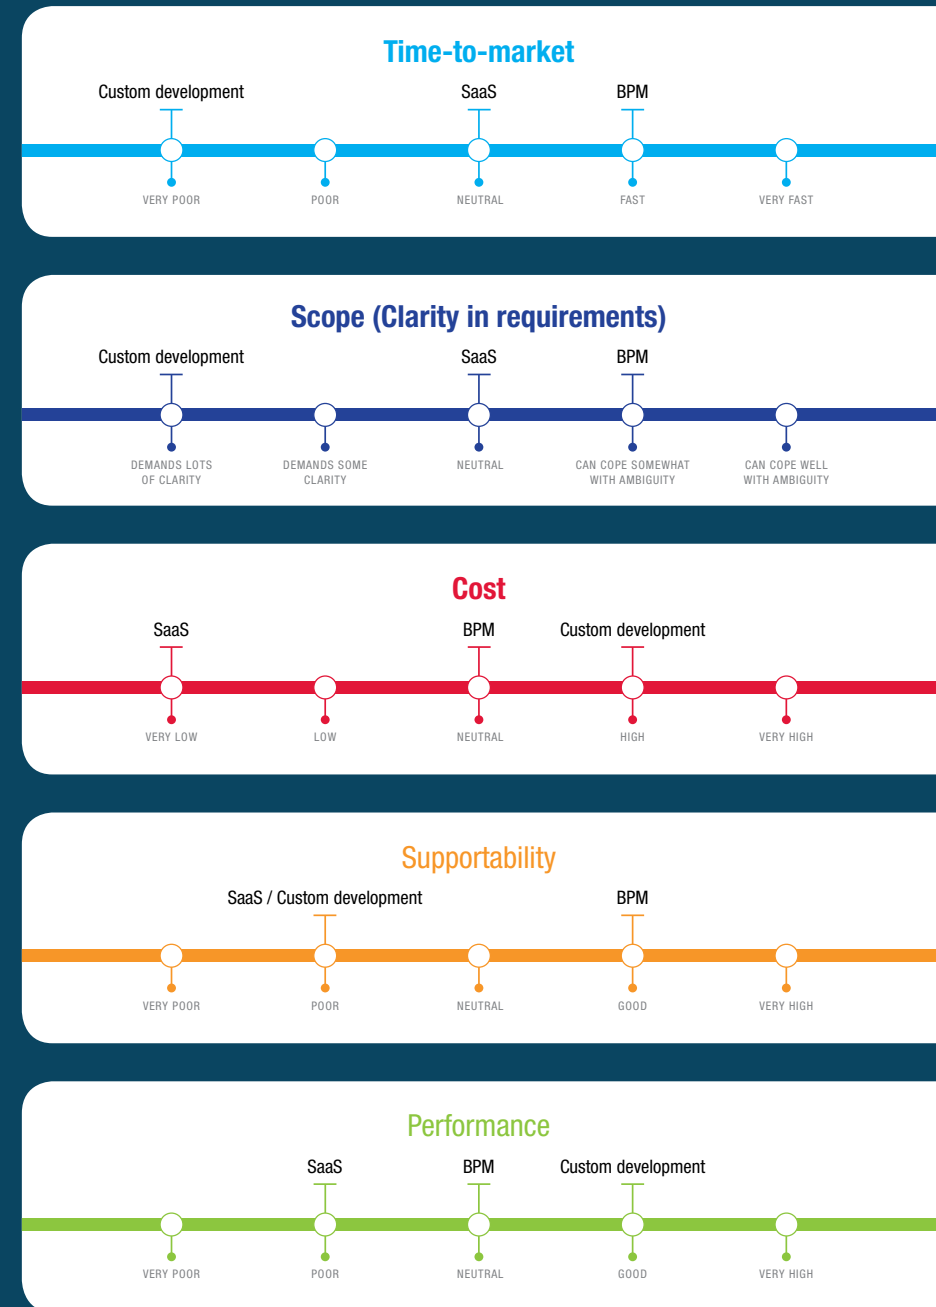 Time-to-market
Custom development SaaS BPM
VERY POOR POOR NEUTRAL FAST VERY FAST
Scope (Clarity in requirements)
Custom development SaaS BPM
DEMANDS LOTS DEMANDS SOME NEUTRAL CAN COPE SOMEWHAT CAN COPE WELL
OF CLARITY CLARITY WITH AMBIGUITY WITH AMBIGUITY
Cost
SaaS BPM Custom development
VERY LOW LOW NEUTRAL HIGH VERY HIGH
Supportability
SaaS / Custom development BPM
VERY POOR POOR NEUTRAL GOOD VERY HIGH
Performance
SaaS BPM Custom development
VERY POOR POOR NEUTRAL GOOD VERY HIGH